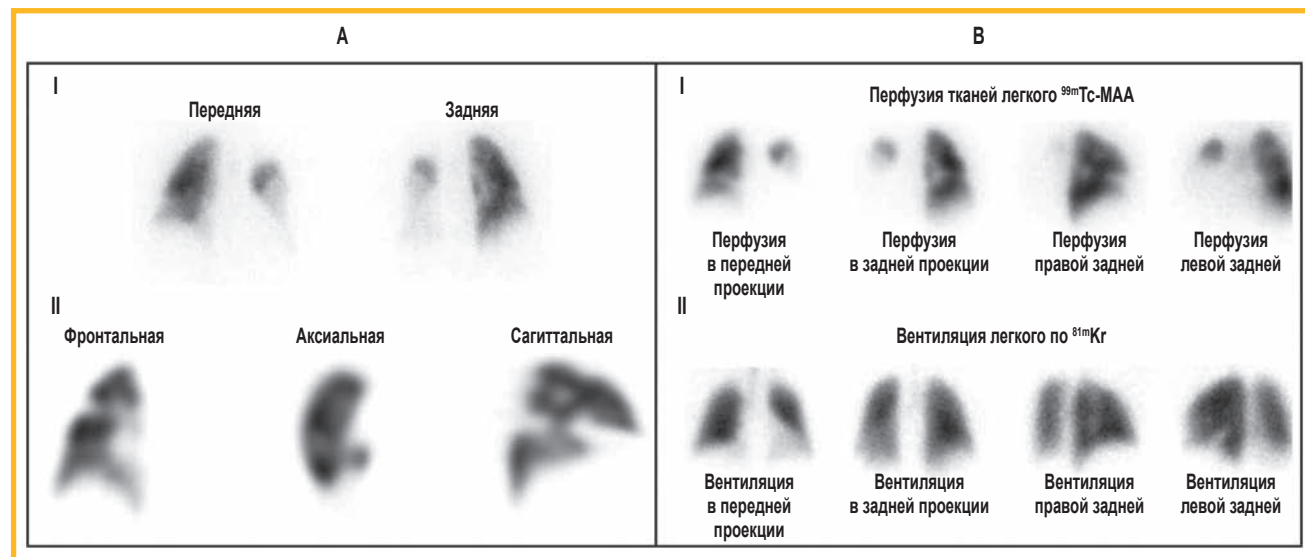 A
I
Передняя Задняя
II
Фронтальная Аксиальная Сагиттальная
B
I
Перфузия тканей легкого 99mTc-MAA
Перфузия в передней проекции
Перфузия в задней проекции
Перфузия правой задней
Перфузия левой задней
II
Вентиляция легкого по 81mKr
Вентиляция в передней проекции
Вентиляция в задней проекции
Вентиляция правой задней
Вентиляция левой задней